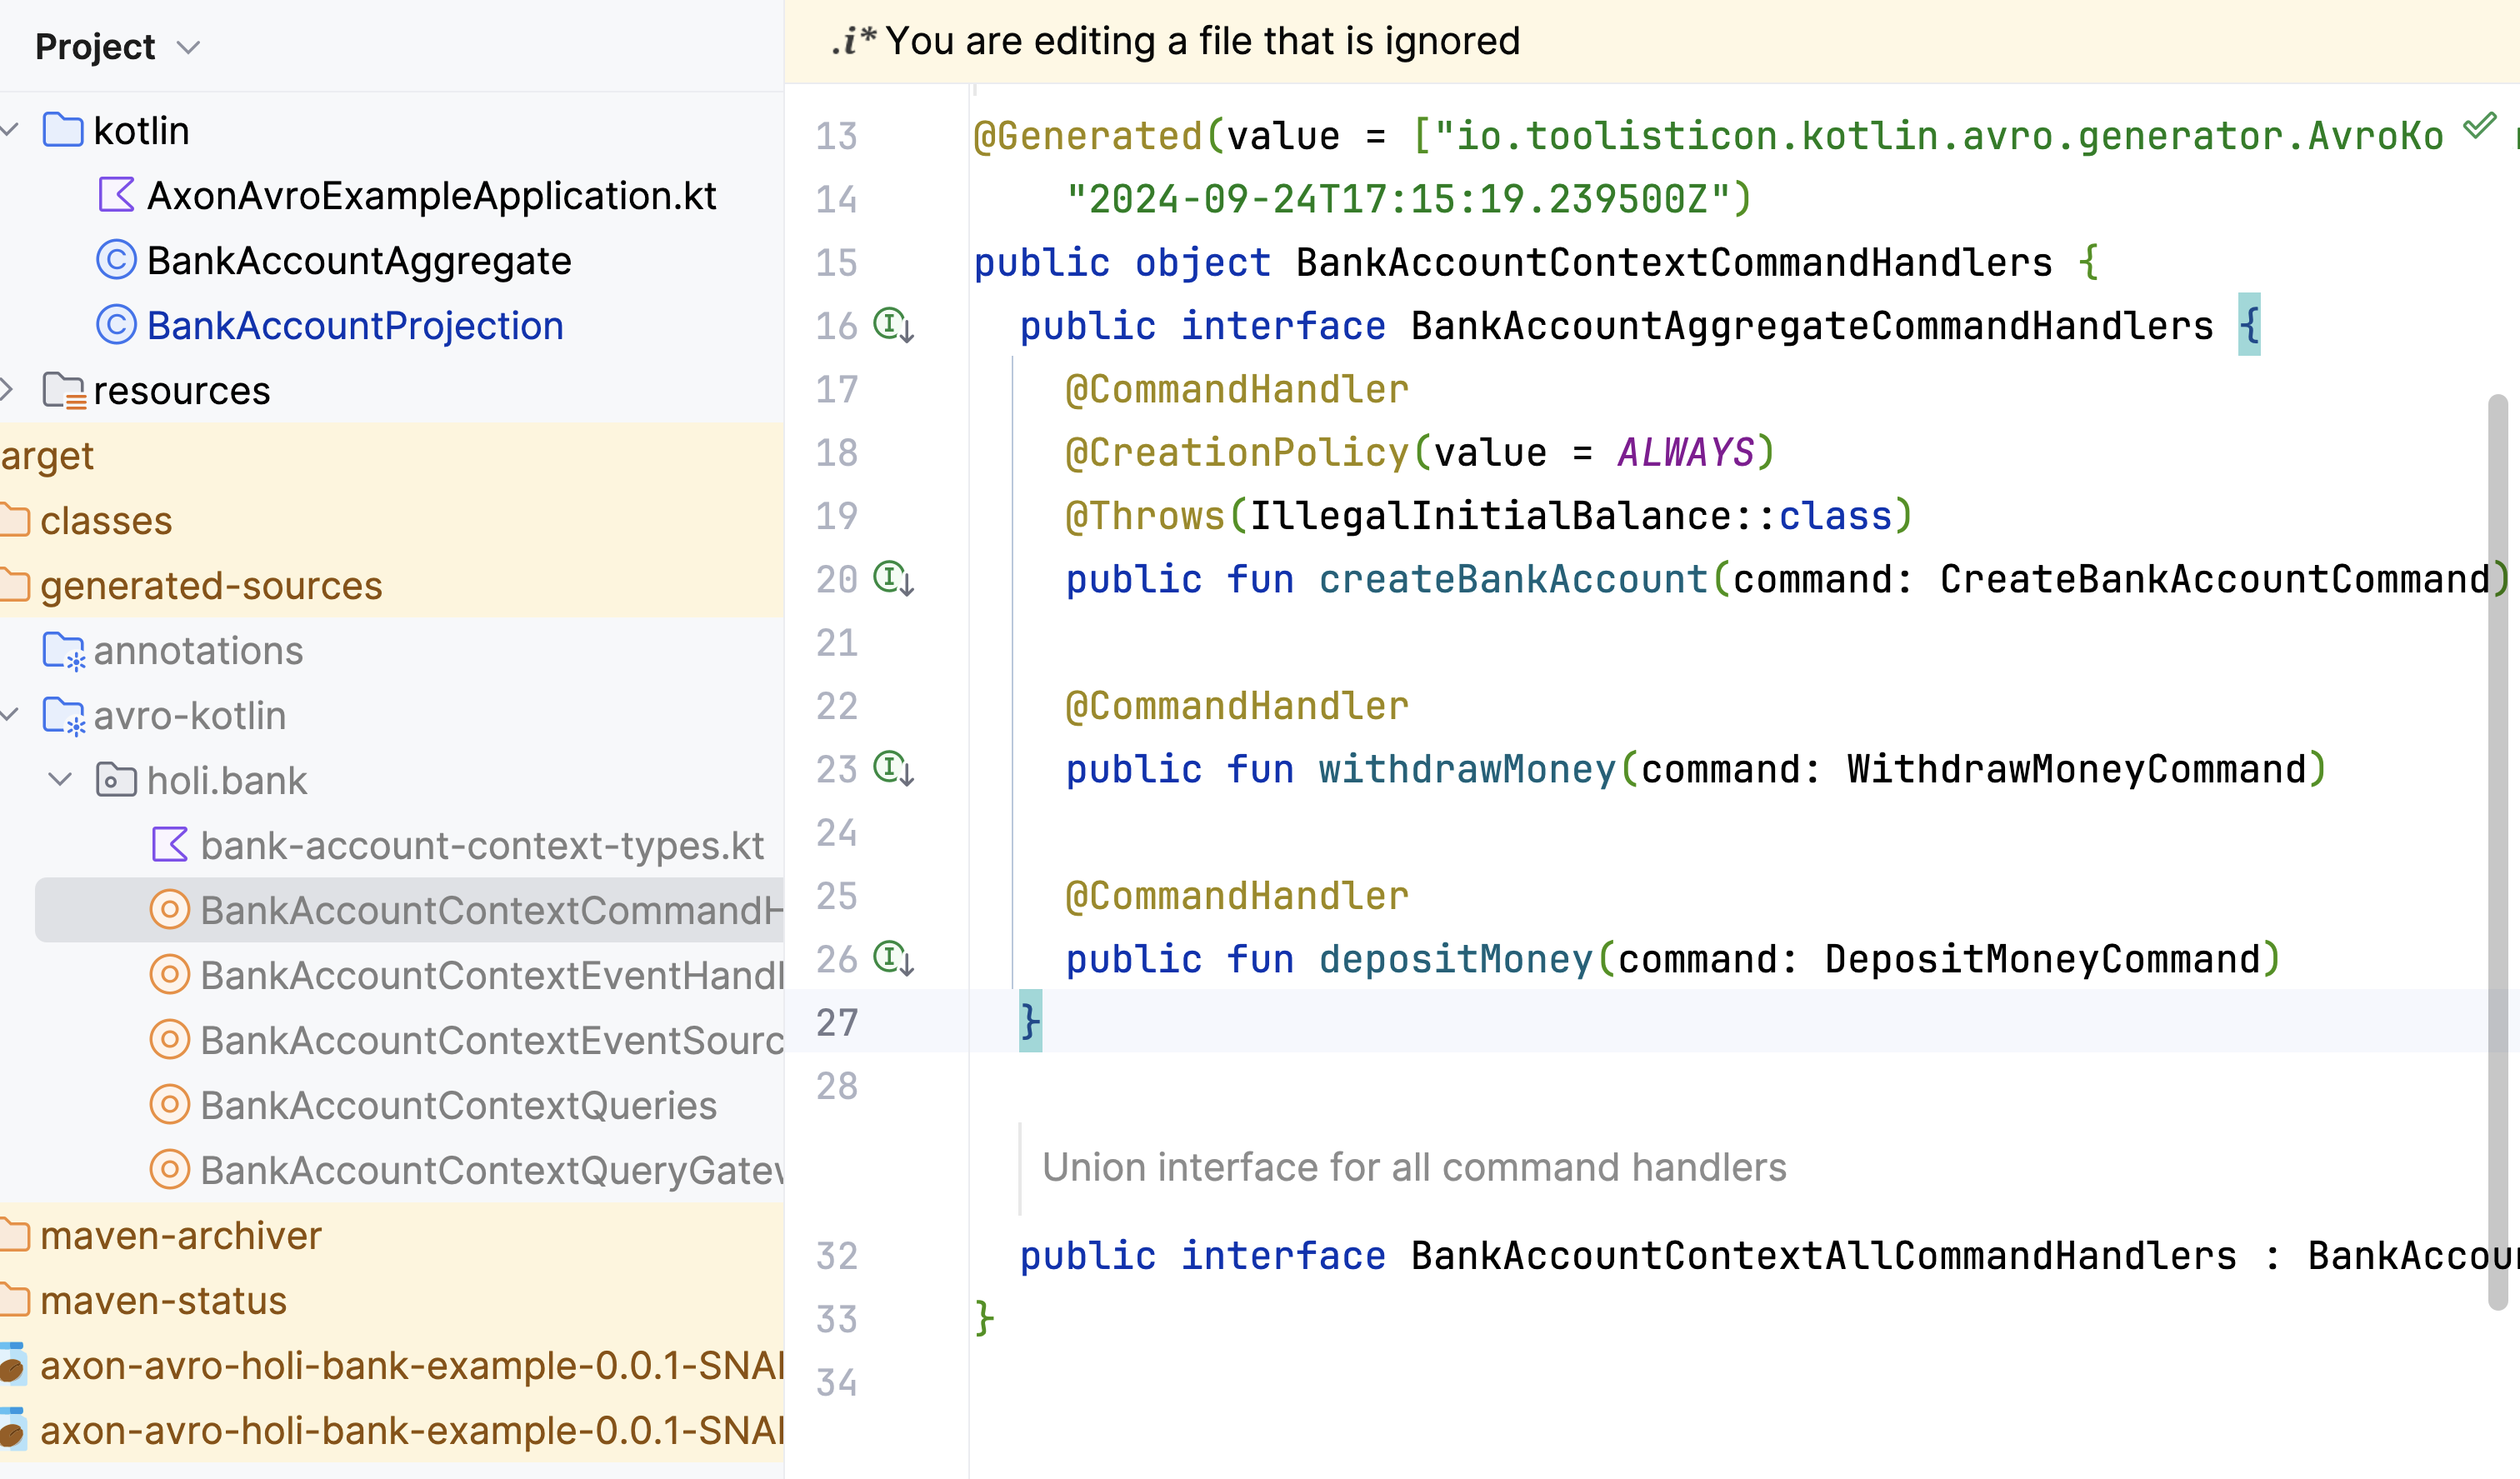 Project
kotlin
AxonAvroExampleApplication.kt
BankAccountAggregate
BankAccountProjection
resources
arget
classes
generated-sources
annotations
avro-kotlin
holi.bank
bank-account-context-types.kt
BankAccountContextCommandH
BankAccountContextEventHandl
BankAccountContextEventSourc
BankAccountContextQueries
BankAccountContextQueryGatew
maven-archiver
maven-status
axon-avro-holi-bank-example-0.0.1-SNA
axon-avro-holi-bank-example-0.0.1-SNA
.i* You are editing a file that is ignored
13 @Generated(value = ["io.toolisticon.kotlin.avro.generator.AvroKo
14 "2024-09-24T17:15:19.239500Z")
15 public object BankAccountContextCommandHandlers {
16 public interface BankAccountAggregateCommandHandlers {
17 @CommandHandler
18 @CreationPolicy(value = ALWAYS)
19 @Throws(IllegalInitialBalance::class)
20 public fun createBankAccount(command: CreateBankAccountCommand)
21
22 @CommandHandler
23 public fun withdrawMoney(command: WithdrawMoneyCommand)
24
25 @CommandHandler
26 public fun depositMoney(command: DepositMoneyCommand)
27 }
28
Union interface for all command handlers
32 public interface BankAccountContextAllCommandHandlers : BankAccou
33 }
34